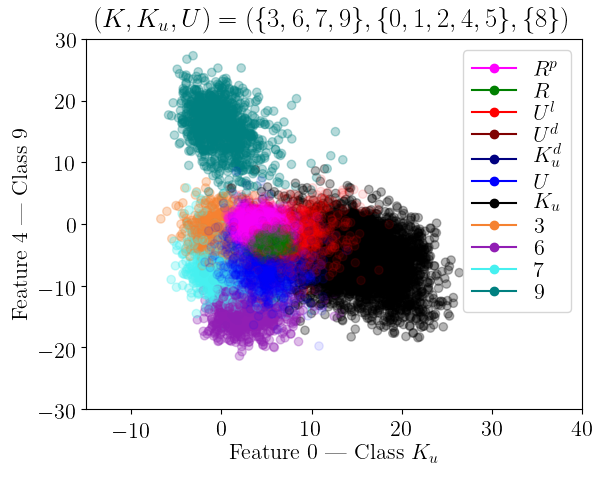 (K, K_u, U) = ({3, 6, 7, 9}, {0, 1, 2, 4, 5}, {8})
30
20
10
0
−10
−20
−30
Feature 4 — Class 9
−10
0
10
20
30
40
Feature 0 — Class K_u
R^p
R
U^l
U^d
K_u^d
U
K_u
3
6
7
9